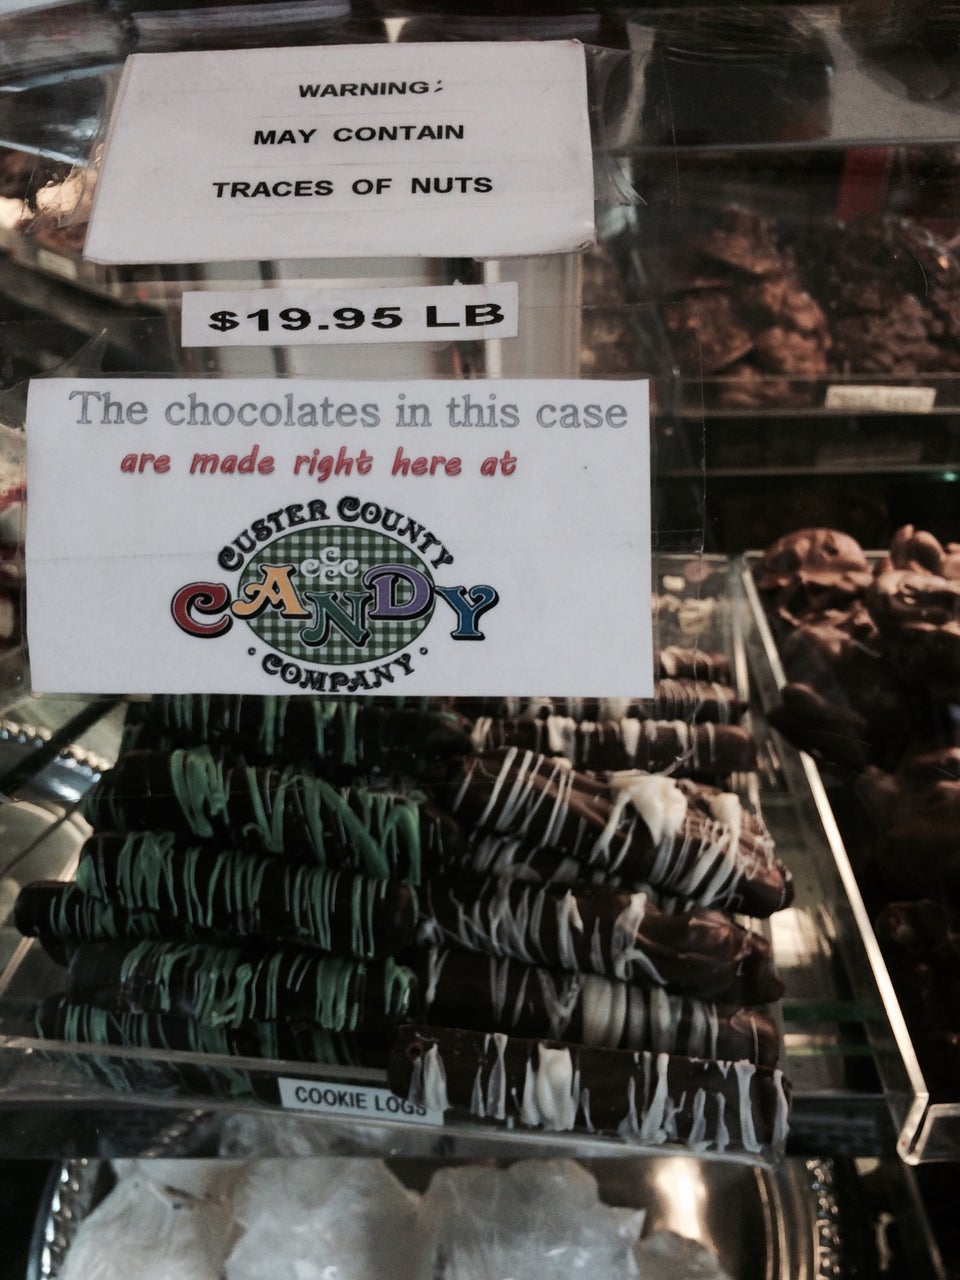 WARNING:
MAY CONTAIN
TRACES OF NUTS
$19.95 LB
The chocolates in this case
are made right here at
CUSTER COUNTY
CCCC
CANDY
• COMPANY •
COOKIE LOGS